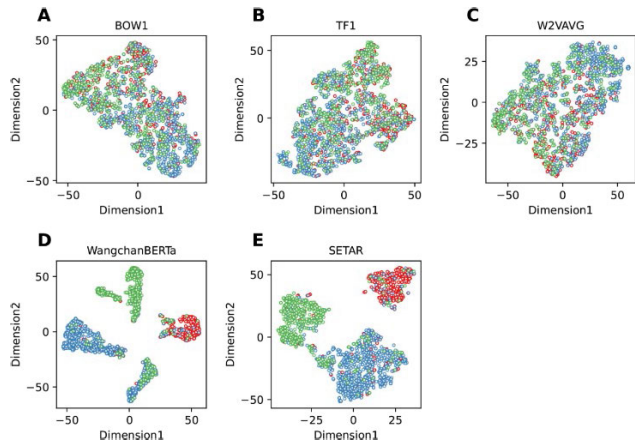 A
BOW1
Dimension2
50
0
−50
−50
0
50
Dimension1
B
TF1
Dimension2
50
0
−50
0
50
Dimension1
C
W2VAVG
Dimension2
25
0
−25
−50
0
50
Dimension1
D
WangchanBERTa
Dimension2
50
0
−50
−50
0
50
Dimension1
E
SETAR
Dimension2
50
0
−50
−25
0
25
Dimension1